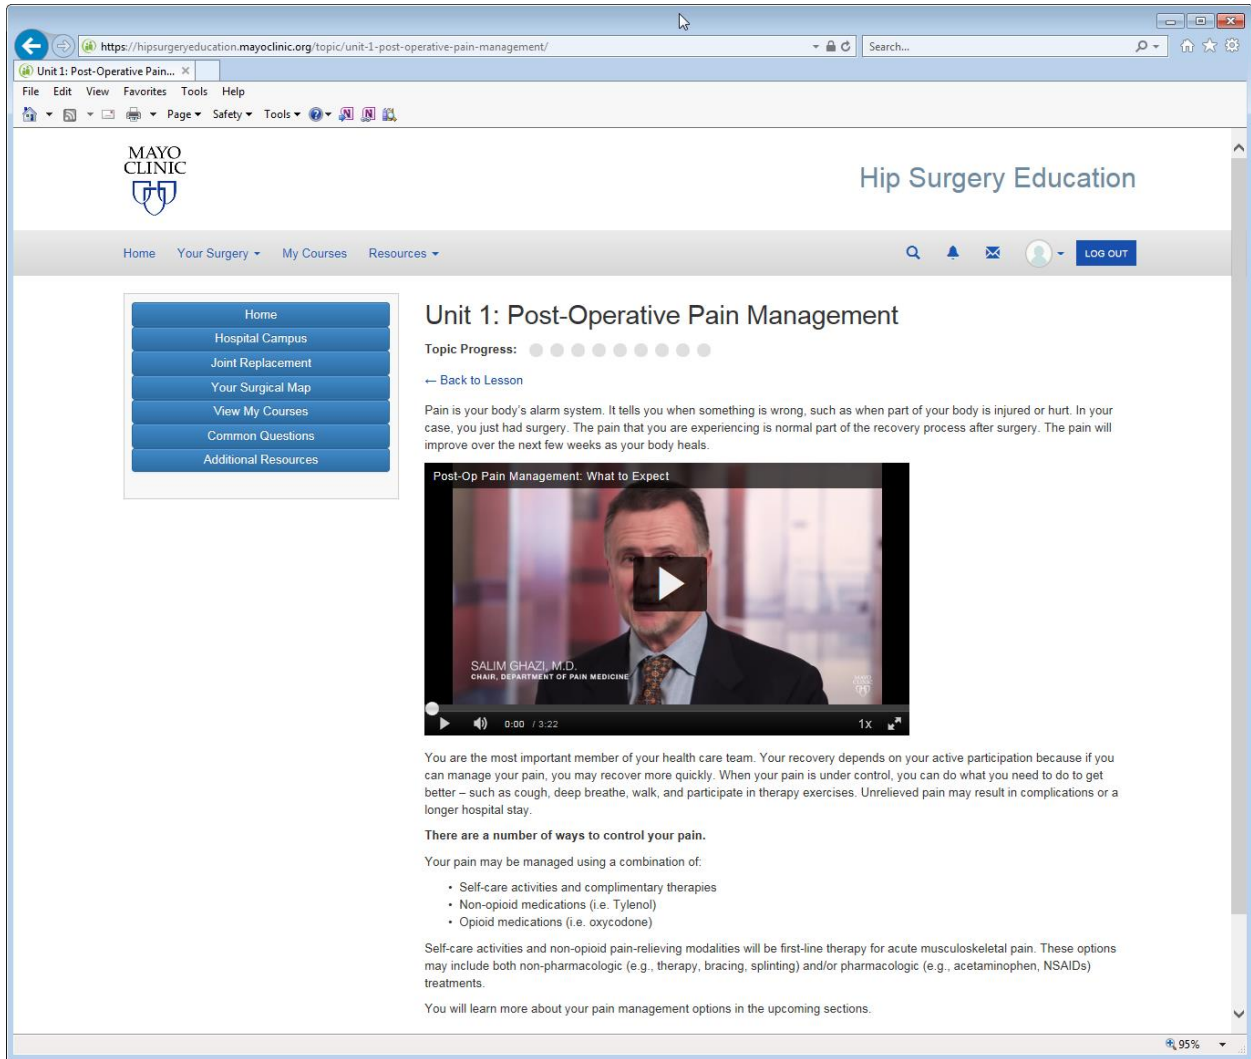 https://hipsurgeryeducation.mayoclinic.org/topic/unit-1-post-operative-pain-management/
Search...
Unit 1: Post-Operative Pain...
File Edit View Favorites Tools Help
Page Safety Tools
MAYO
CLINIC
Hip Surgery Education
Home Your Surgery My Courses Resources LOG OUT
Home
Hospital Campus
Joint Replacement
Your Surgical Map
View My Courses
Common Questions
Additional Resources
Unit 1: Post-Operative Pain Management
Topic Progress:
← Back to Lesson
Pain is your body's alarm system. It tells you when something is wrong, such as when part of your body is injured or hurt. In your
case, you just had surgery. The pain that you are experiencing is normal part of the recovery process after surgery. The pain will
improve over the next few weeks as your body heals.
Post-Op Pain Management: What to Expect
SALIM GHAZI, M.D.
CHAIR, DEPARTMENT OF PAIN MEDICINE
MAYO
CLINIC
0:00 / 3:22 1x
You are the most important member of your health care team. Your recovery depends on your active participation because if you
can manage your pain, you may recover more quickly. When your pain is under control, you can do what you need to do to get
better – such as cough, deep breathe, walk, and participate in therapy exercises. Unrelieved pain may result in complications or a
longer hospital stay.
There are a number of ways to control your pain.
Your pain may be managed using a combination of:
• Self-care activities and complimentary therapies
• Non-opioid medications (i.e. Tylenol)
• Opioid medications (i.e. oxycodone)
Self-care activities and non-opioid pain-relieving modalities will be first-line therapy for acute musculoskeletal pain. These options
may include both non-pharmacologic (e.g., therapy, bracing, splinting) and/or pharmacologic (e.g., acetaminophen, NSAIDs)
treatments.
You will learn more about your pain management options in the upcoming sections.
95%